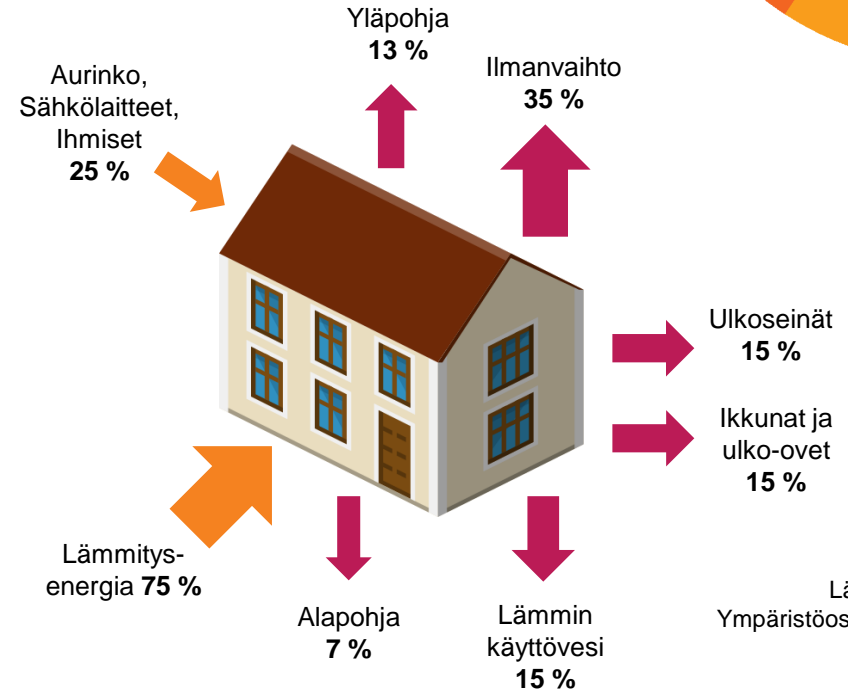 Yläpohja
13 %
Ilmanvaihto
35 %
Aurinko,
Sähkölaitteet,
Ihmiset
25 %
Ulkoseinät
15 %
Ikkunat ja
ulko-ovet
15 %
Lämmitys-
energia 75 %
Alapohja
7 %
Lämmin
käyttövesi
15 %